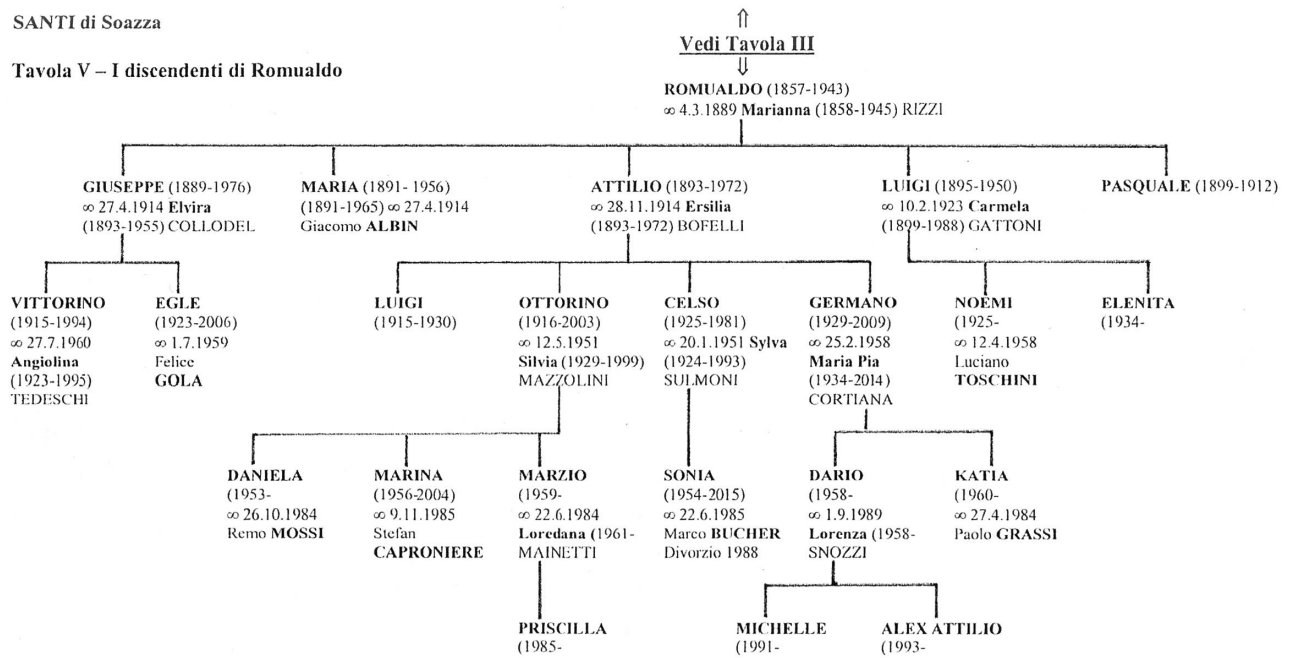 SANTI di Soazza
⇑
Vedi Tavola III
⇓
Tavola V – I discendenti di Romualdo
ROMUALDO (1857-1943)
∞ 4.3.1889 Marianna (1858-1945) RIZZI
GIUSEPPE (1889-1976)
∞ 27.4.1914 Elvira
(1893-1955) COLLODEL
MARIA (1891- 1956)
(1891-1965) ∞ 27.4.1914
Giacomo ALBIN
ATTILIO (1893-1972)
∞ 28.11.1914 Ersilia
(1893-1972) BOFELLI
LUIGI (1895-1950)
∞ 10.2.1923 Carmela
(1899-1988) GATTONI
PASQUALE (1899-1912)
VITTORINO
(1915-1994)
∞ 27.7.1960
Angiolina
(1923-1995)
TEDESCHI
EGLE
(1923-2006)
∞ 1.7.1959
Felice
GOLA
LUIGI
(1915-1930)
OTTORINO
(1916-2003)
∞ 12.5.1951
Silvia (1929-1999)
MAZZOLINI
CELSO
(1925-1981)
∞ 20.1.1951 Sylva
(1924-1993)
SULMONI
GERMANO
(1929-2009)
∞ 25.2.1958
Maria Pia
(1934-2014)
CORTIANA
NOËMI
(1925-
∞ 12.4.1958
Luciano
TOSCHINI
ELENITA
(1934-
DANIELA
(1953-
∞ 26.10.1984
Remo MOSSI
MARINA
(1956-2004)
∞ 9.11.1985
Stefan
CAPRONIERE
MARZIO
(1959-
∞ 22.6.1984
Loredana (1961-
MAINETTI
SONIA
(1954-2015)
∞ 22.6.1985
Marco BUCHER
Divorzio 1988
DARIO
(1958-
∞ 1.9.1989
Lorenza (1958-
SNOZZI
KATIA
(1960-
∞ 27.4.1984
Paolo GRASSI
PRISCILLA
(1985-
MICHELLE
(1991-
ALEX ATTILIO
(1993-